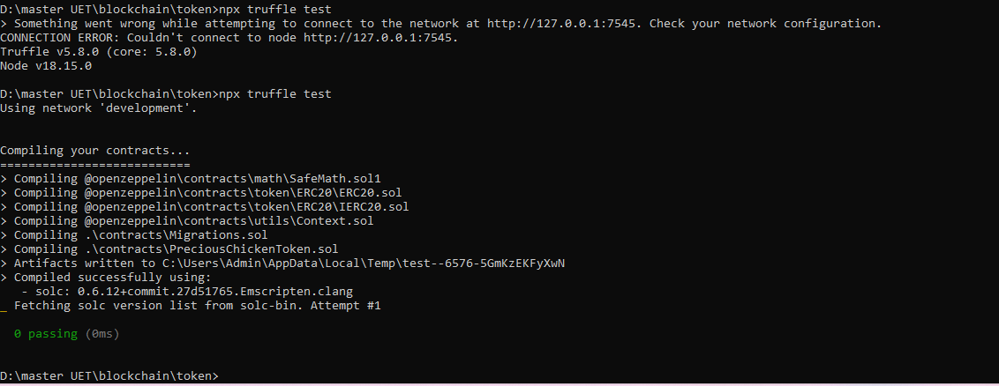 D:\master UET\blockchain\token>npx truffle test
> Something went wrong while attempting to connect to the network at http://127.0.0.1:7545. Check your network configuration.
CONNECTION ERROR: Couldn't connect to node http://127.0.0.1:7545.
Truffle v5.8.0 (core: 5.8.0)
Node v18.15.0
D:\master UET\blockchain\token>npx truffle test
Using network 'development'.
Compiling your contracts...
===========================
> Compiling @openzeppelin\contracts\math\SafeMath.sol1
> Compiling @openzeppelin\contracts\token\ERC20\ERC20.sol
> Compiling @openzeppelin\contracts\token\ERC20\IERC20.sol
> Compiling @openzeppelin\contracts\utils\Context.sol
> Compiling .\contracts\Migrations.sol
> Compiling .\contracts\PreciousChickenToken.sol
> Artifacts written to C:\Users\Admin\AppData\Local\Temp\test--6576-5GmKzEKFyXwN
> Compiled successfully using:
   - solc: 0.6.12+commit.27d51765.Emscripten.clang
_ Fetching solc version list from solc-bin. Attempt #1
  0 passing (0ms)
D:\master UET\blockchain\token>